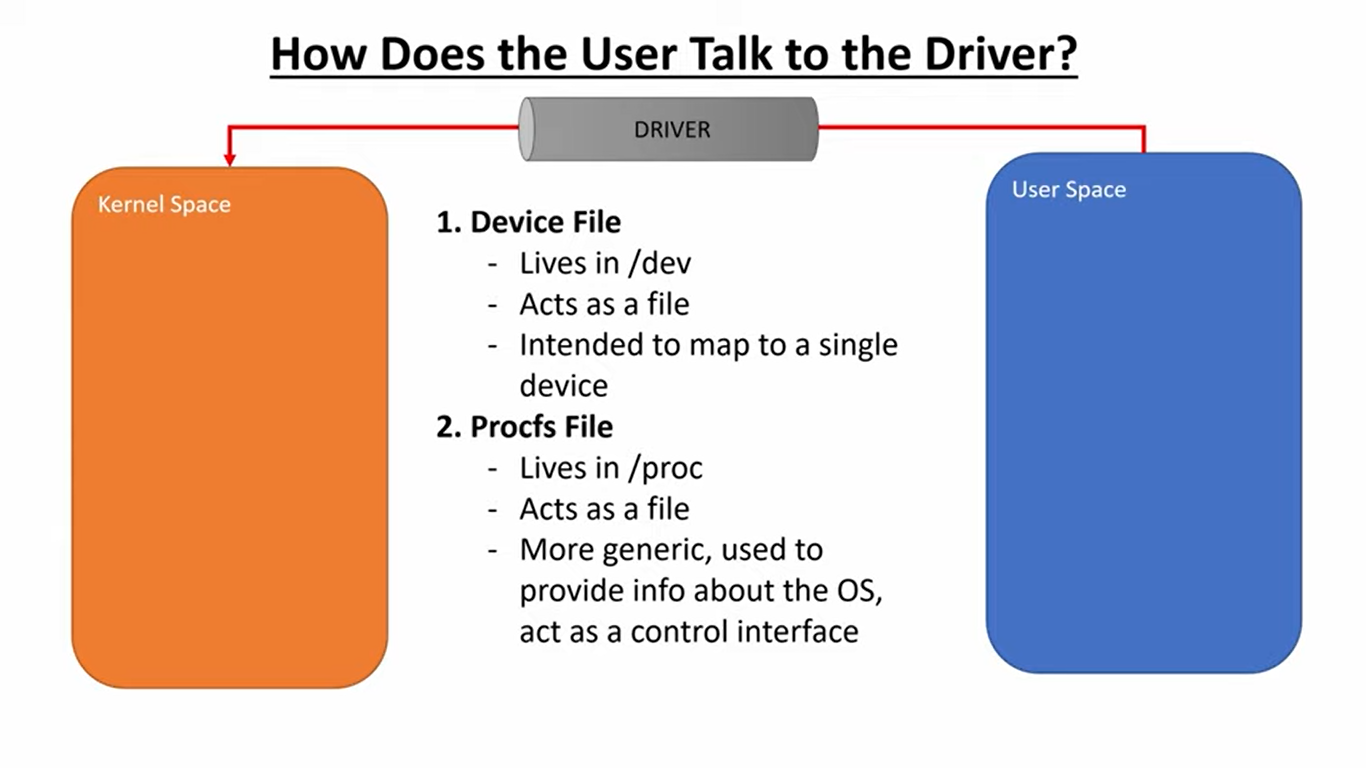 How Does the User Talk to the Driver?
DRIVER
Kernel Space
User Space
1. Device File
- Lives in /dev
- Acts as a file
- Intended to map to a single
device
2. Procfs File
- Lives in /proc
- Acts as a file
- More generic, used to
provide info about the OS,
act as a control interface